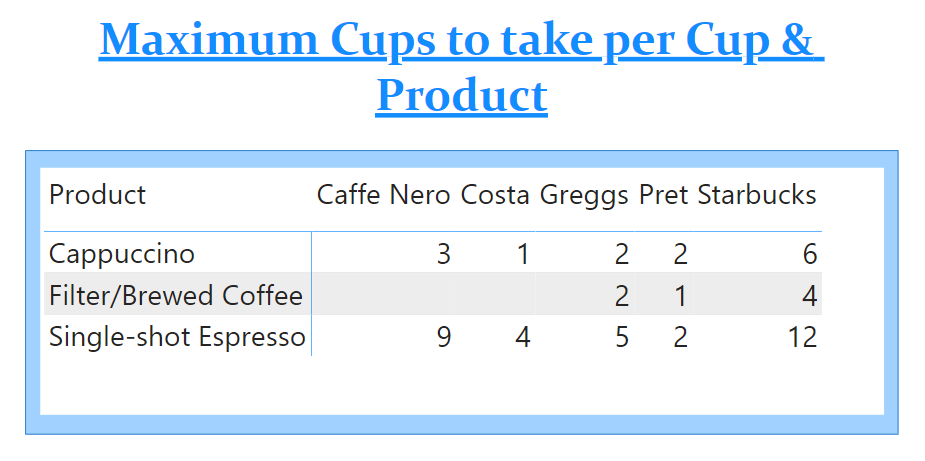 Maximum Cups to take per Cup &
Product
Product Caffe Nero Costa Greggs Pret Starbucks
Cappuccino 3 1 2 2 6
Filter/Brewed Coffee 2 1 4
Single-shot Espresso 9 4 5 2 12